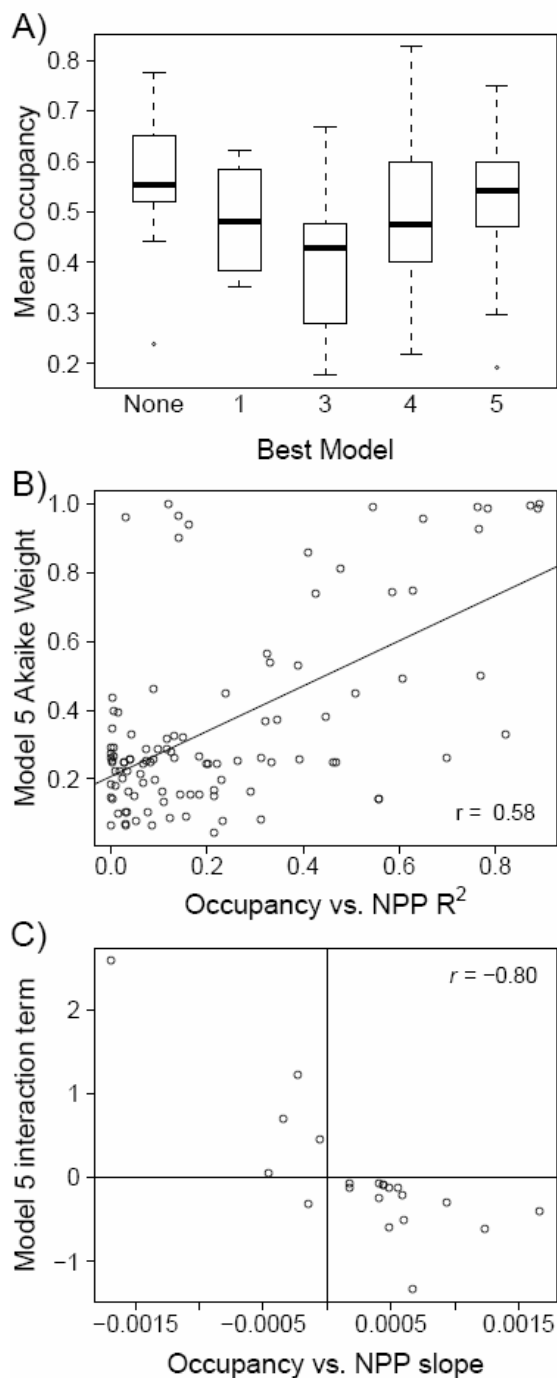 A)
Mean Occupancy
0.8
0.7
0.6
0.5
0.4
0.3
0.2
None 1 3 4 5
Best Model
B)
Model 5 Akaike Weight
1.0
0.8
0.6
0.4
0.2
r = 0.58
0.0 0.2 0.4 0.6 0.8
Occupancy vs. NPP R²
C)
Model 5 interaction term
r = −0.80
2
1
0
−1
−0.0015 −0.0005 0.0005 0.0015
Occupancy vs. NPP slope